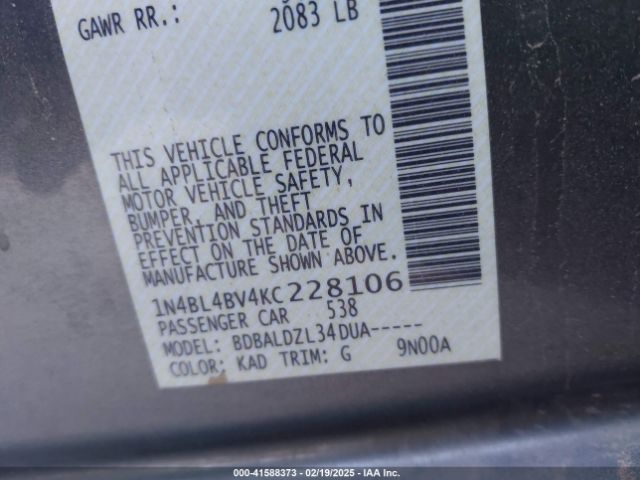 GAWR RR.: 2083 LB
THIS VEHICLE CONFORMS TO
ALL APPLICABLE FEDERAL
MOTOR VEHICLE SAFETY,
BUMPER, AND THEFT
PREVENTION STANDARDS IN
EFFECT ON THE DATE OF
MANUFACTURE SHOWN ABOVE.
1N4BL4BV4KC228106
PASSENGER CAR 538
MODEL: BDBALDZL34DUA-----
COLOR: KAD TRIM: G 9N00A
000-41588373 - 02/19/2025 - IAA Inc.